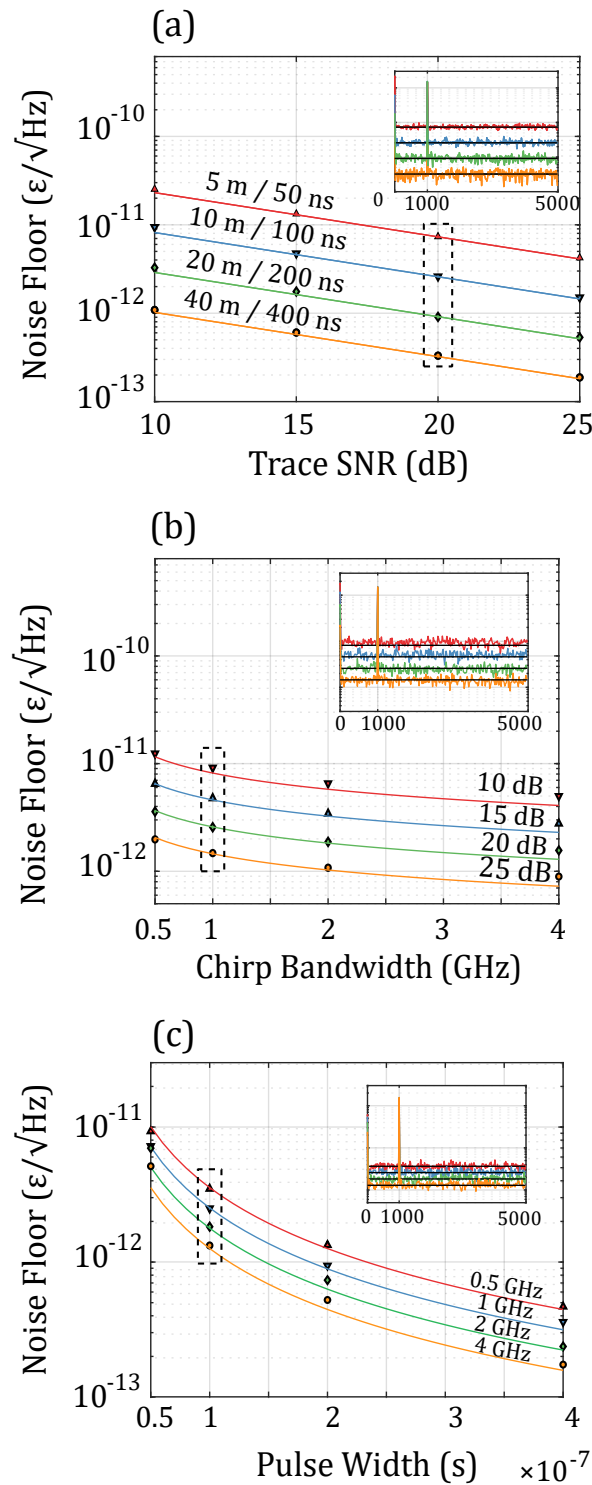 (a)
Noise Floor (ε/√Hz)
10^-10
10^-11
10^-12
10^-13
5 m / 50 ns
10 m / 100 ns
20 m / 200 ns
40 m / 400 ns
0 1000 5000
10 15 20 25
Trace SNR (dB)
(b)
Noise Floor (ε/√Hz)
10^-10
10^-11
10^-12
0 1000 5000
10 dB
15 dB
20 dB
25 dB
0.5 1 2 3 4
Chirp Bandwidth (GHz)
(c)
Noise Floor (ε/√Hz)
10^-11
10^-12
10^-13
0 1000 5000
0.5 GHz
1 GHz
2 GHz
4 GHz
0.5 1 2 3 4
Pulse Width (s) ×10^-7